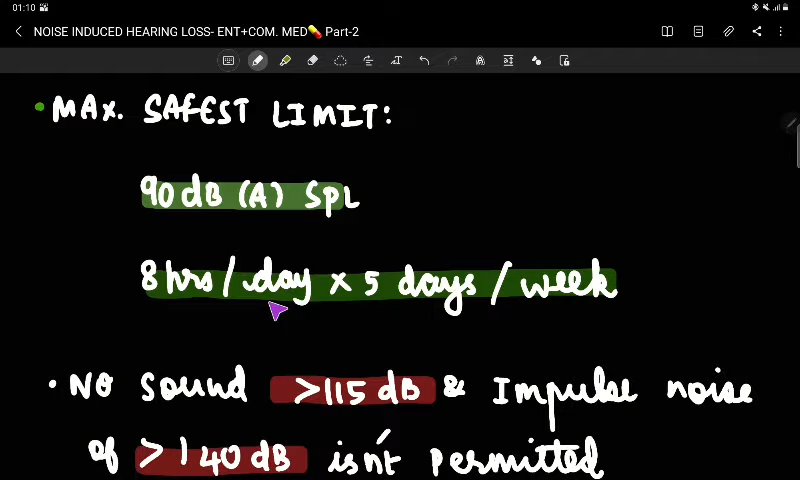 01:10
NOISE INDUCED HEARING LOSS- ENT+COM. MED💊 Part-2
• MAX. SAFEST LIMIT:
90 dB (A) SPL
8 hrs/ day x 5 days / week
• NO sound >115 dB & Impulse noise
of >140 dB isn't permitted